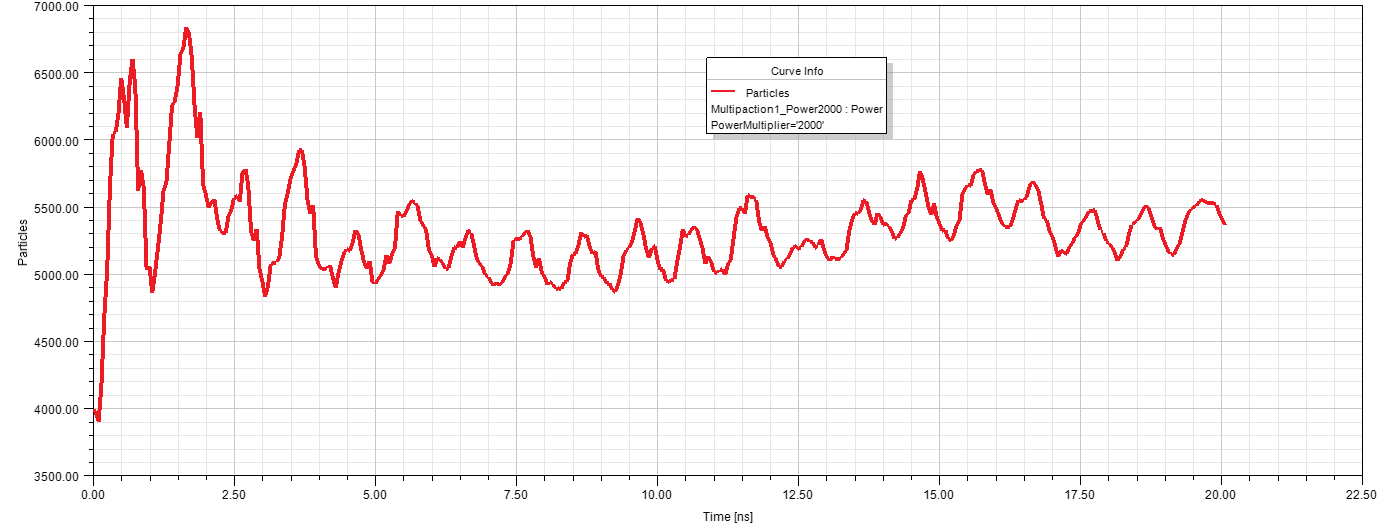 7000.00
6500.00
6000.00
5500.00
5000.00
4500.00
4000.00
3500.00
Particles
Curve Info
Particles
Multipaction1_Power2000 : Power
PowerMultiplier='2000'
0.00 2.50 5.00 7.50 10.00 12.50 15.00 17.50 20.00 22.50
Time [ns]